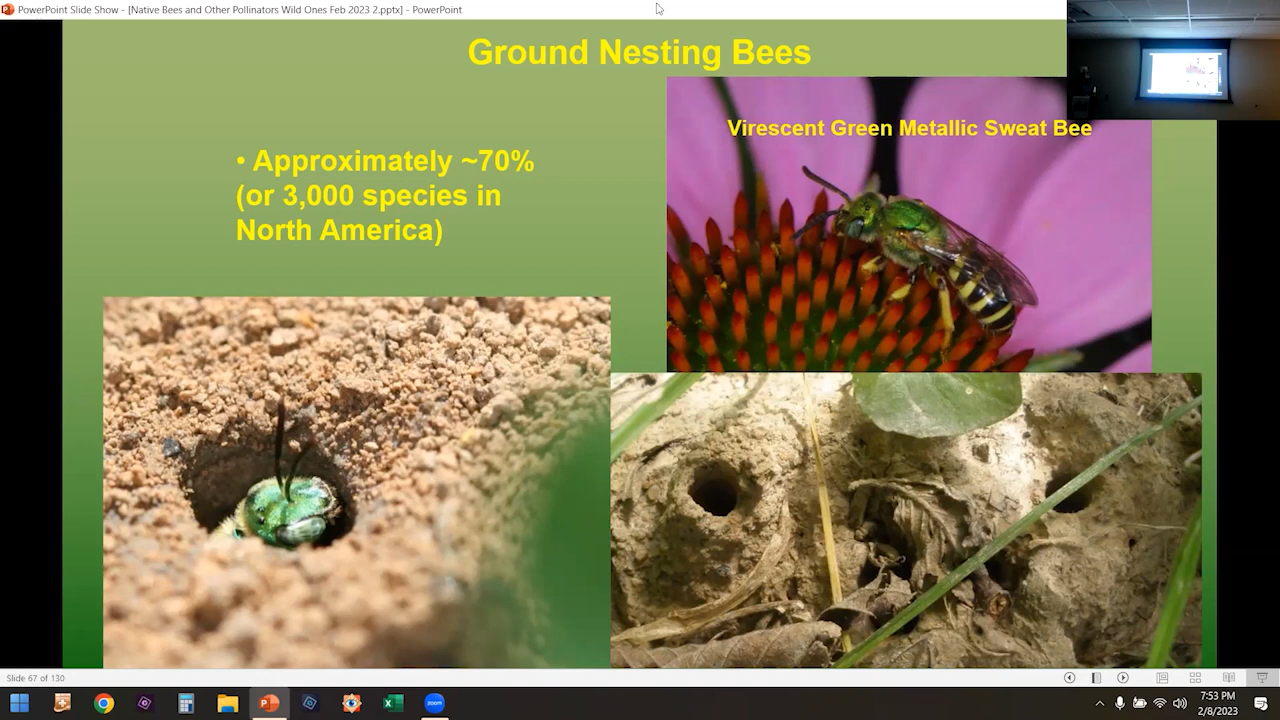 PowerPoint Slide Show - [Native Bees and Other Pollinators Wild Ones Feb 2023 2.pptx] - PowerPoint
Ground Nesting Bees
Virescent Green Metallic Sweat Bee
• Approximately ~70%
(or 3,000 species in
North America)
Slide 67 of 130
zoom
7:53 PM
2/8/2023